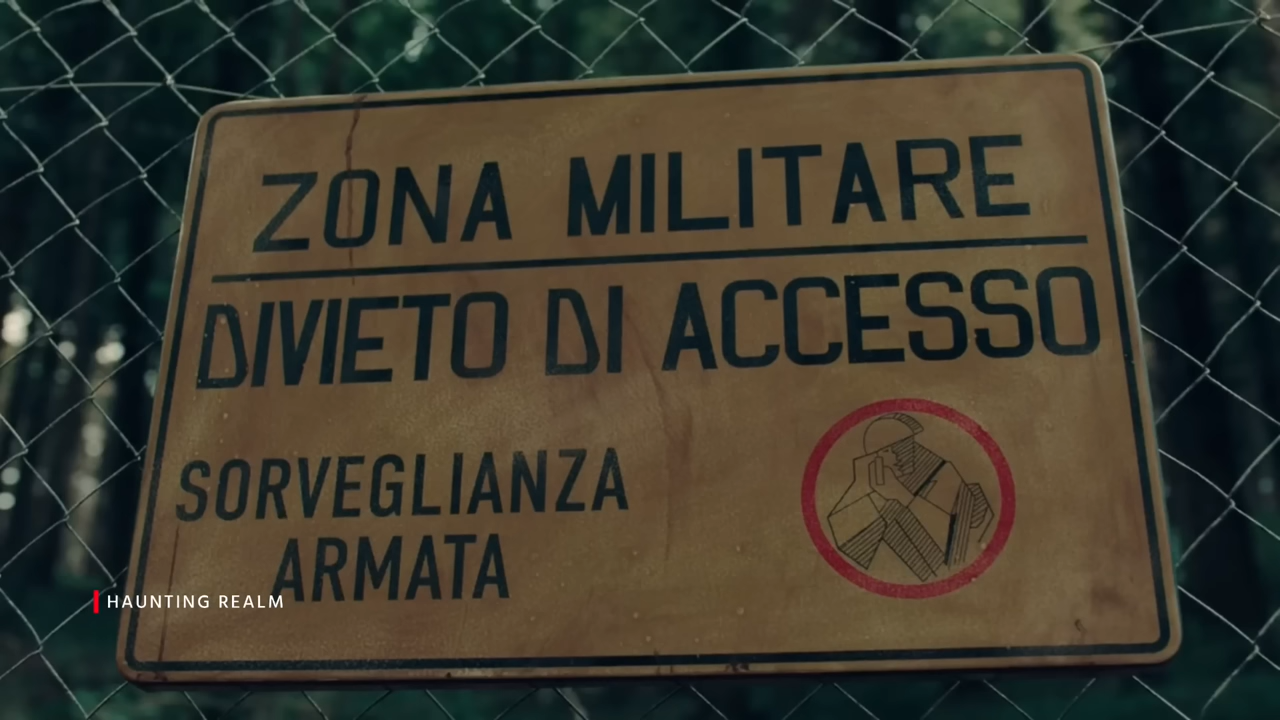 ZONA MILITARE
DIVIETO DI ACCESSO
SORVEGLIANZA
ARMATA
HAUNTING REALM